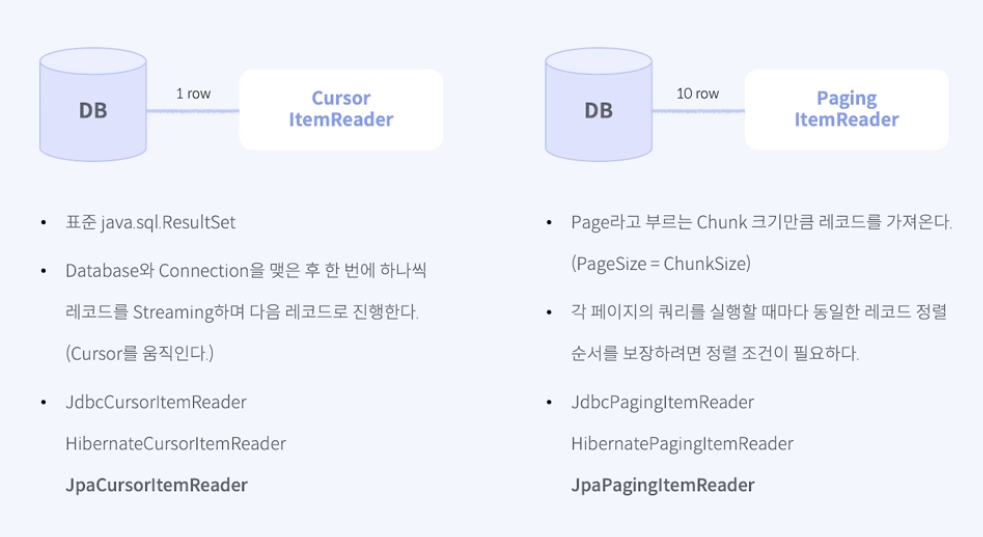 DB
1 row
Cursor
ItemReader
• 표준 java.sql.ResultSet
• Database와 Connection을 맺은 후 한 번에 하나씩
레코드를 Streaming하며 다음 레코드로 진행한다.
(Cursor를 움직인다.)
• JdbcCursorItemReader
HibernateCursorItemReader
JpaCursorItemReader
DB
10 row
Paging
ItemReader
• Page라고 부르는 Chunk 크기만큼 레코드를 가져온다.
(PageSize = ChunkSize)
• 각 페이지의 쿼리를 실행할 때마다 동일한 레코드 정렬
순서를 보장하려면 정렬 조건이 필요하다.
• JdbcPagingItemReader
HibernatePagingItemReader
JpaPagingItemReader